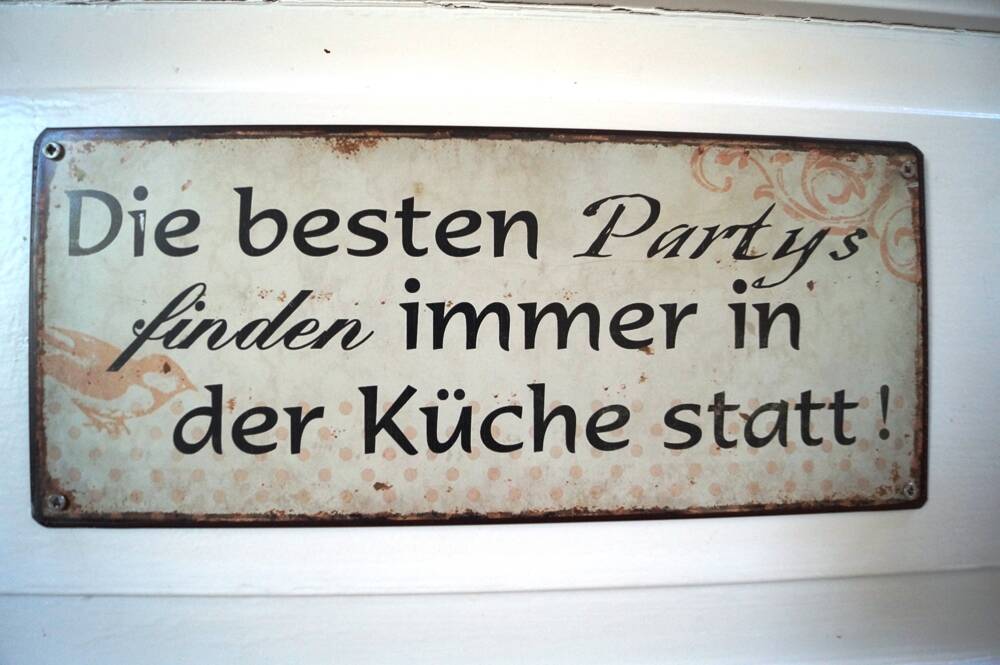 Die besten Partys
finden immer in
der Küche statt!